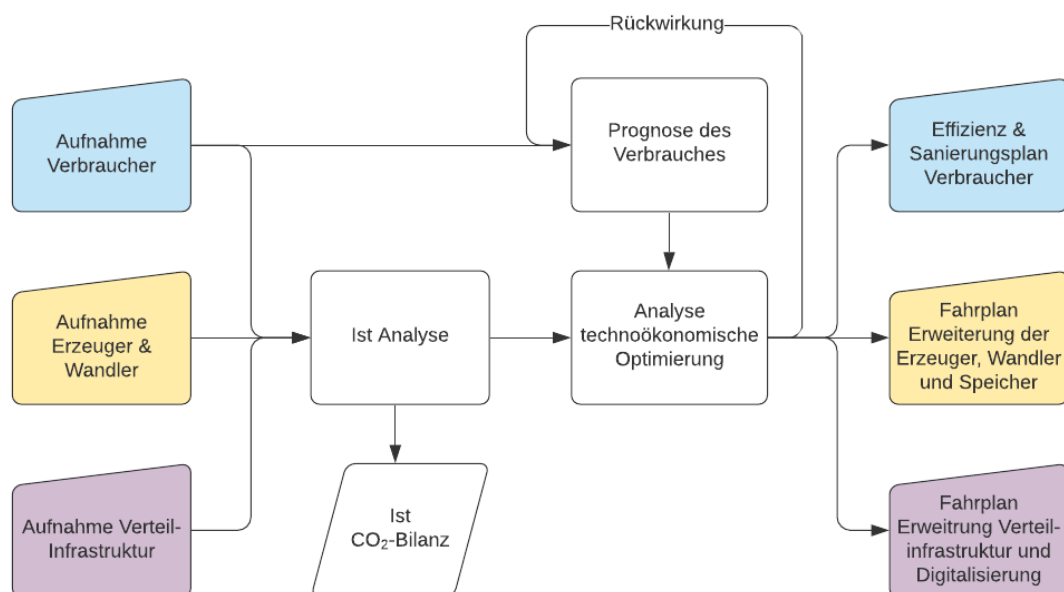 Rückwirkung
Aufnahme
Verbraucher
Prognose des
Verbrauches
Effizienz &
Sanierungsplan
Verbraucher
Aufnahme
Erzeuger &
Wandler
Ist Analyse
Analyse
technoökonomische
Optimierung
Fahrplan
Erweiterung der
Erzeuger, Wandler
und Speicher
Aufnahme Verteil-
Infrastruktur
Ist
CO₂-Bilanz
Fahrplan
Erweitrung Verteil-
infrastruktur und
Digitalisierung